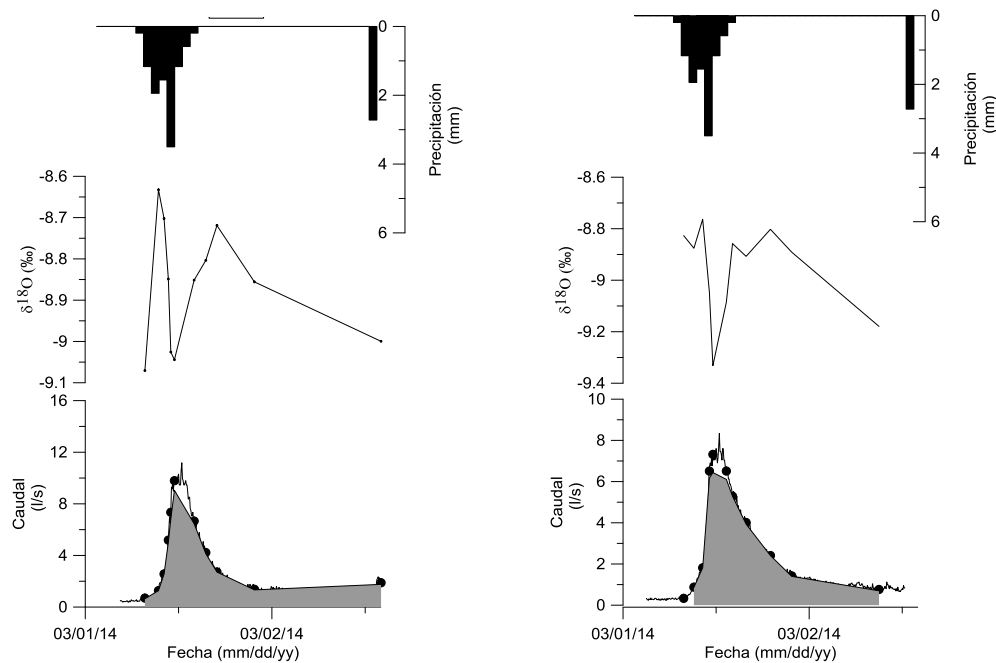 0
2
4
6
Precipitación
(mm)
-8.6
-8.7
-8.8
-8.9
-9
-9.1
δ18O (‰)
16
12
8
4
0
Caudal
(l/s)
03/01/14 03/02/14
Fecha (mm/dd/yy)
0
2
4
6
Precipitación
(mm)
-8.6
-8.8
-9
-9.2
-9.4
δ18O (‰)
10
8
6
4
2
0
Caudal
(l/s)
03/01/14 03/02/14
Fecha (mm/dd/yy)